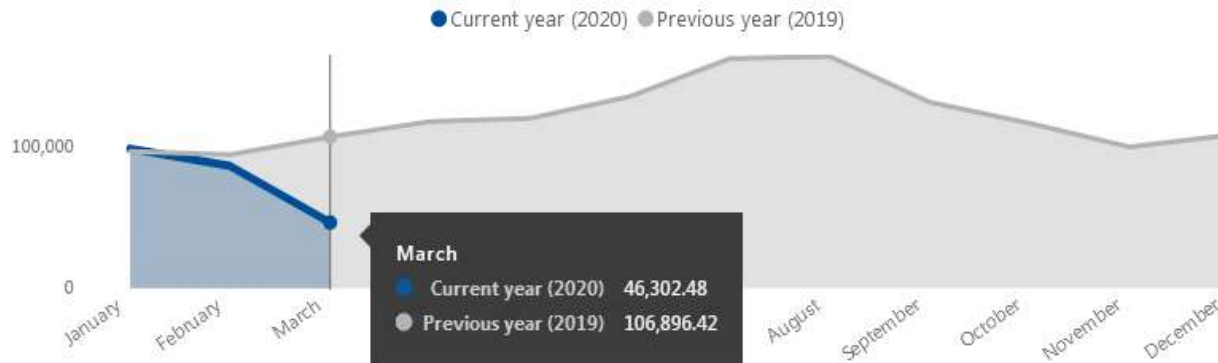 Current year (2020) Previous year (2019)
100,000
0
March
Current year (2020) 46,302.48
Previous year (2019) 106,896.42
January
February
March
August
September
October
November
December